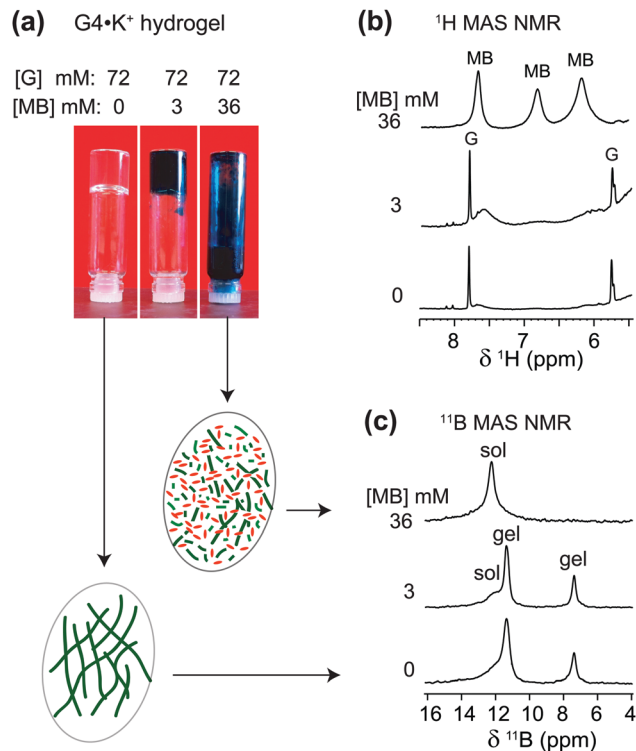 (a) G4•K⁺ hydrogel
[G] mM: 72 72 72
[MB] mM: 0 3 36
(b) ¹H MAS NMR
[MB] mM
36
MB MB MB
3
G G
0
8 7 6
δ ¹H (ppm)
(c) ¹¹B MAS NMR
[MB] mM
36
sol
3
sol gel gel
0
16 14 12 10 8 6 4
δ ¹¹B (ppm)